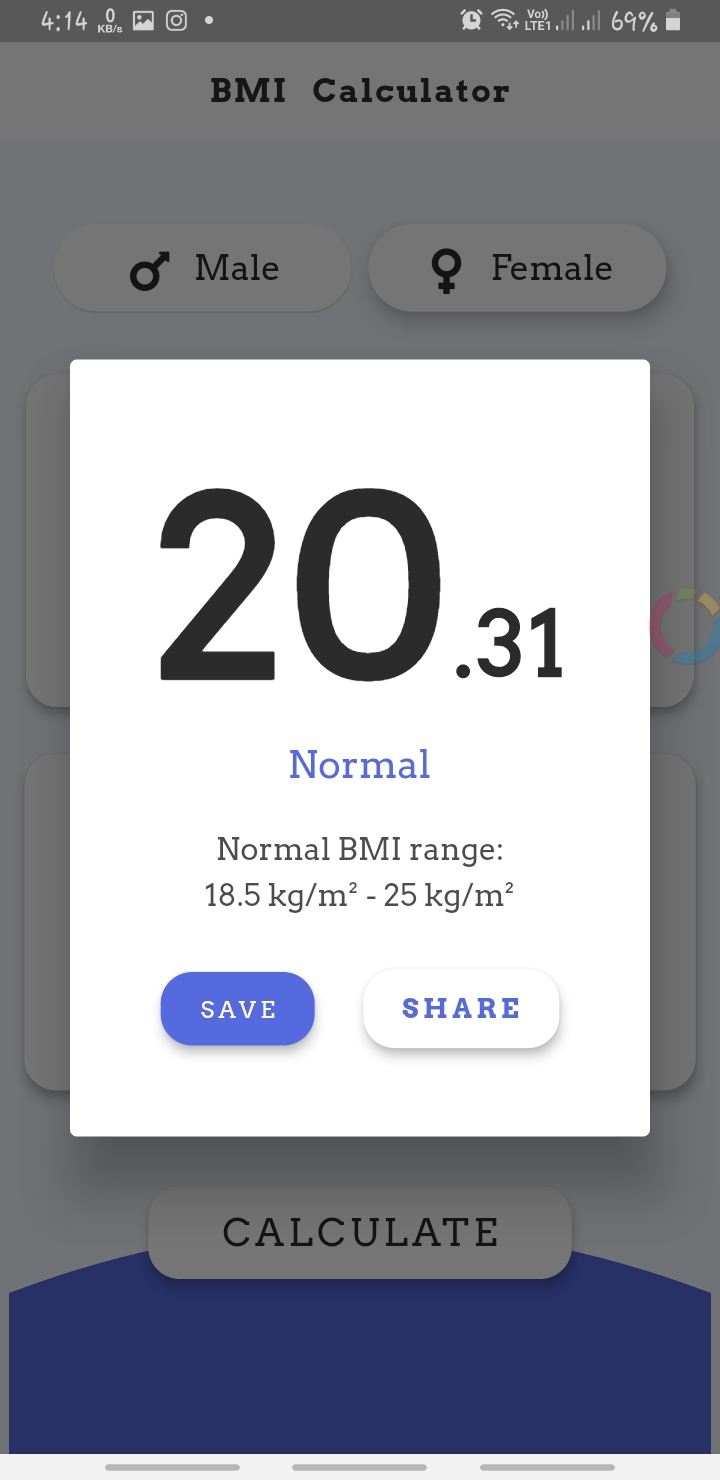 4:14 0 KB/s Vo)) LTE1 69%
BMI Calculator
Male Female
20.31
Normal
Normal BMI range:
18.5 kg/m² - 25 kg/m²
SAVE SHARE
CALCULATE